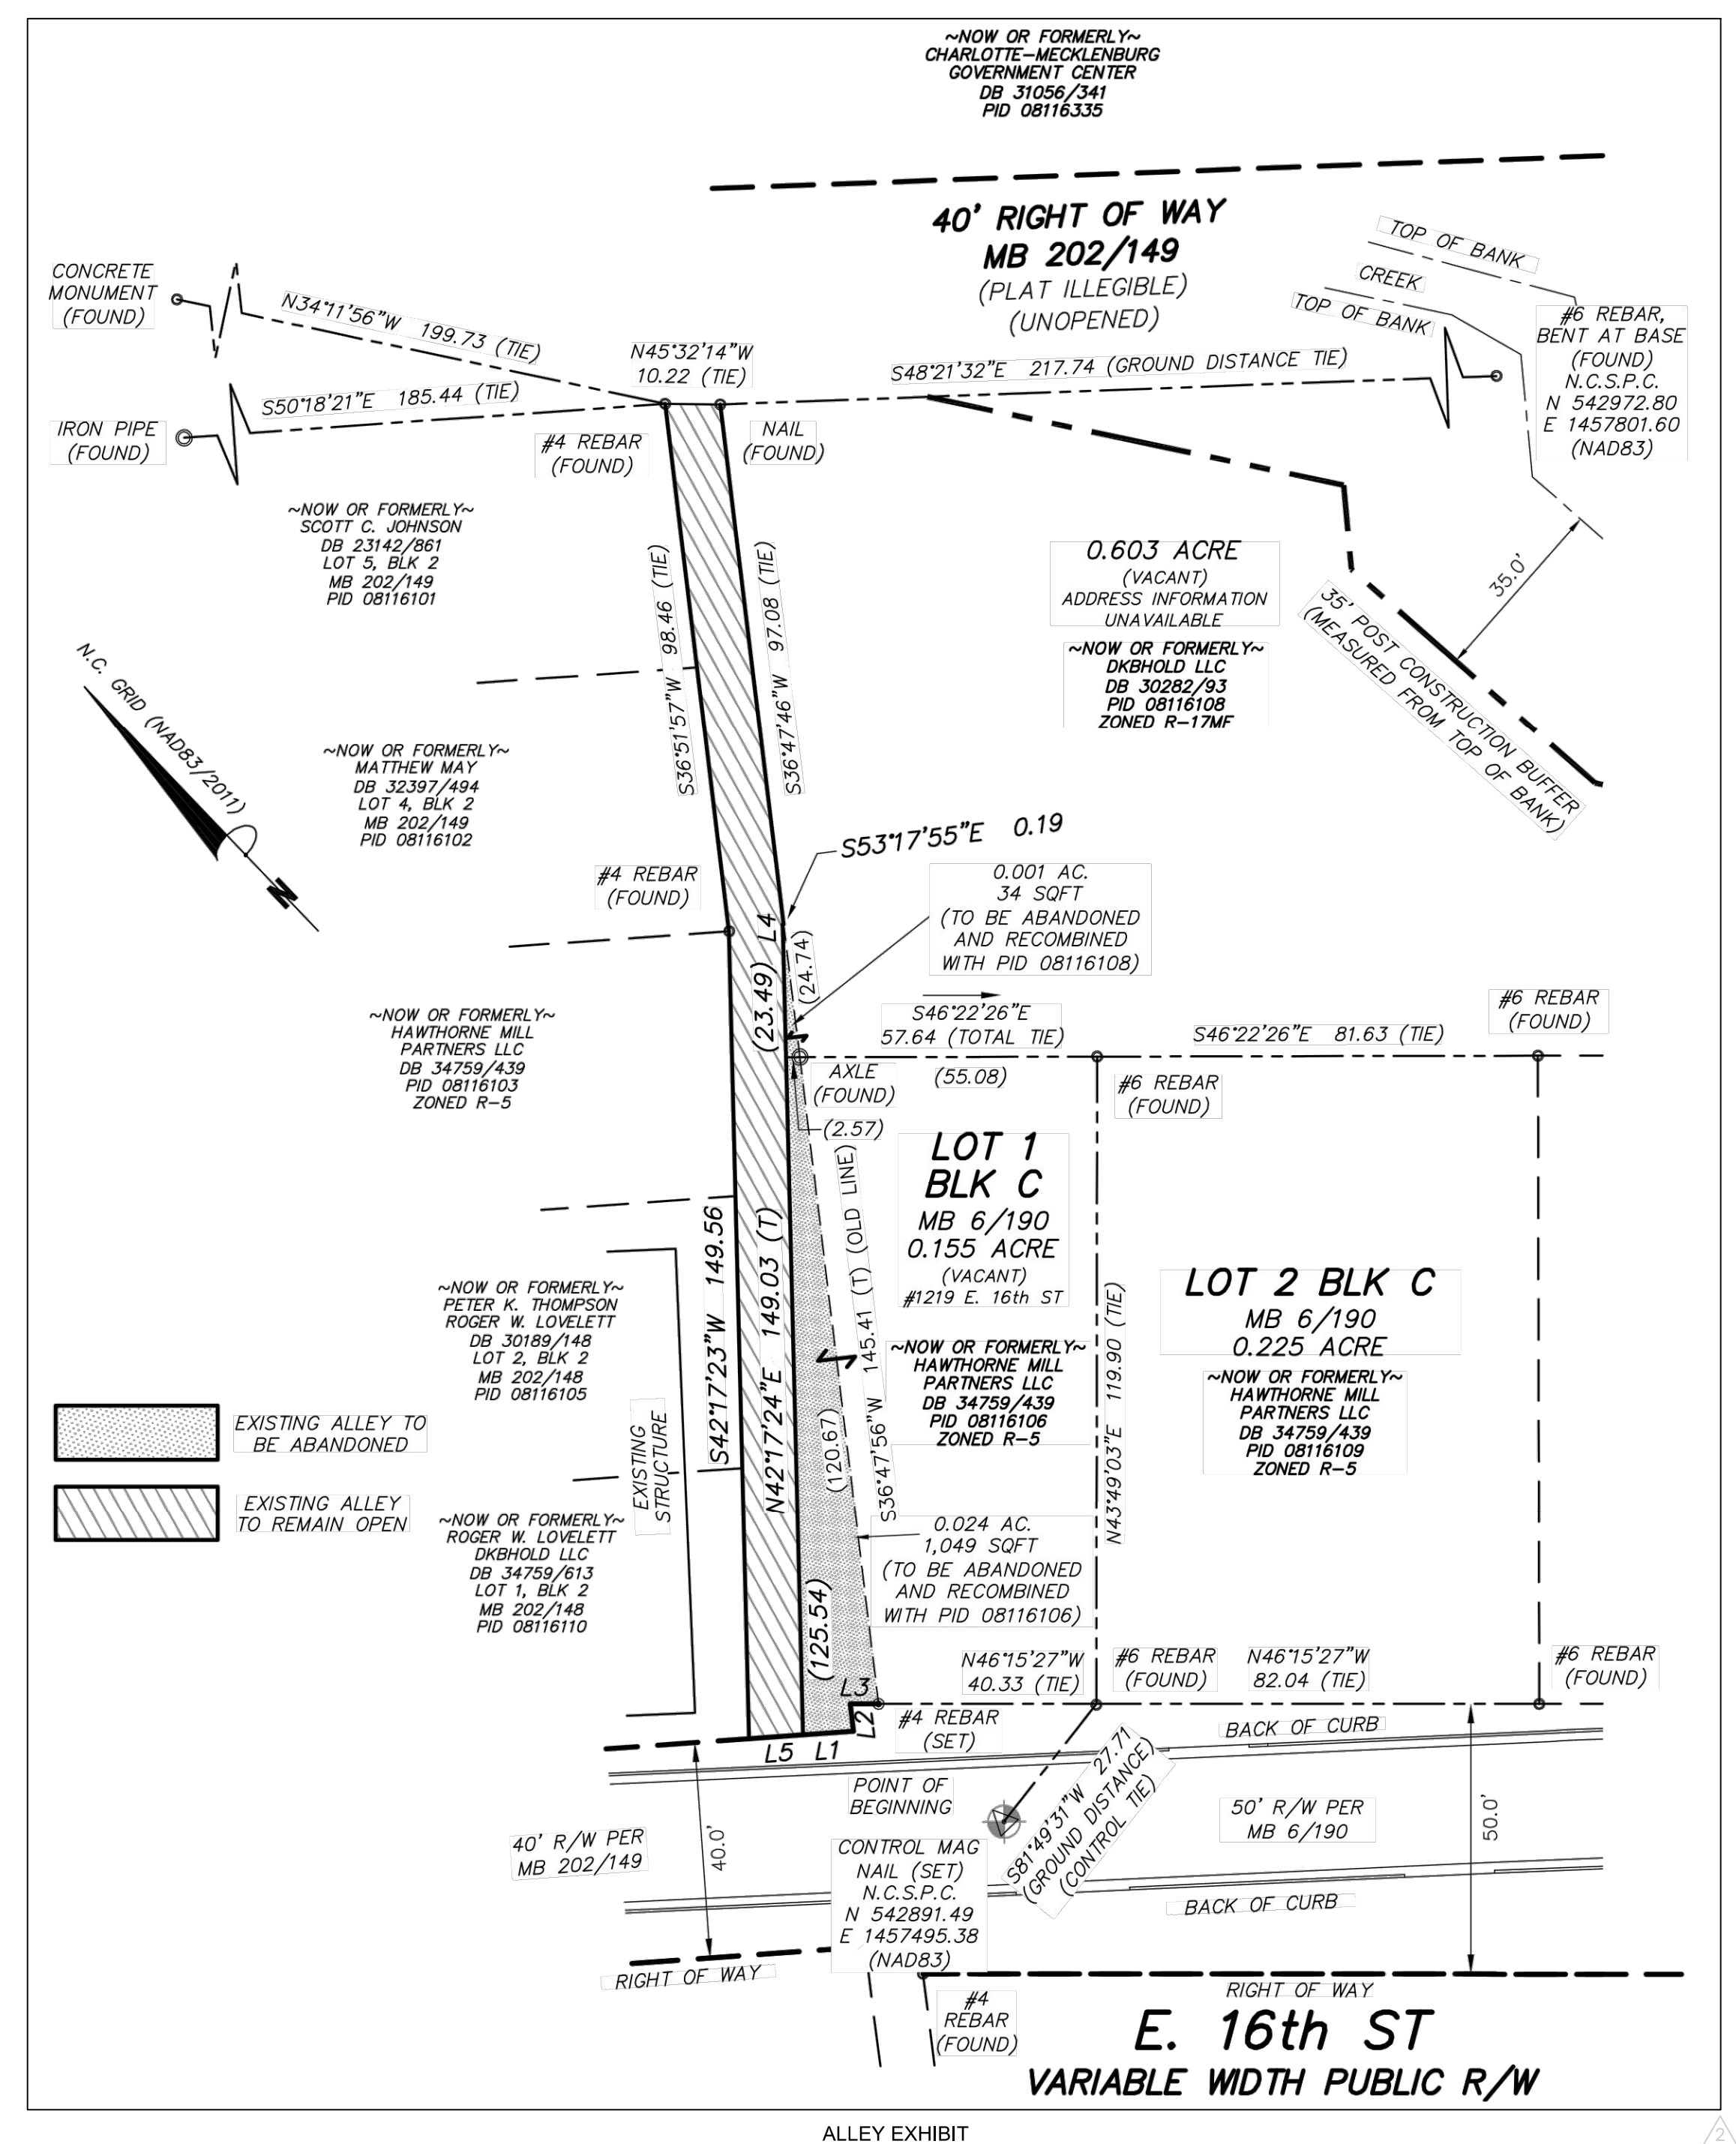 ~NOW OR FORMERLY~
CHARLOTTE-MECKLENBURG
GOVERNMENT CENTER
DB 31056/341
PID 08116335
40' RIGHT OF WAY
MB 202/149
(PLAT ILLEGIBLE)
(UNOPENED)
TOP OF BANK
CREEK
TOP OF BANK
#6 REBAR,
BENT AT BASE
(FOUND)
N.C.S.P.C.
N 542972.80
E 1457801.60
(NAD83)
CONCRETE
MONUMENT
(FOUND)
N34°11'56"W 199.73 (TIE)
N45°32'14"W
10.22 (TIE)
S48°21'32"E 217.74 (GROUND DISTANCE TIE)
S50°18'21"E 185.44 (TIE)
IRON PIPE
(FOUND)
#4 REBAR
(FOUND)
NAIL
(FOUND)
~NOW OR FORMERLY~
SCOTT C. JOHNSON
DB 23142/861
LOT 5, BLK 2
MB 202/149
PID 08116101
S36°51'57"W 98.46 (TIE)
S36°47'46"W 97.08 (TIE)
0.603 ACRE
(VACANT)
ADDRESS INFORMATION
UNAVAILABLE
~NOW OR FORMERLY~
DKBHOLD LLC
DB 30282/93
PID 08116108
ZONED R-17MF
35.0'
35' POST CONSTRUCTION BUFFER
(MEASURED FROM TOP OF BANK)
N.C. GRID (NAD83/2011)
N
~NOW OR FORMERLY~
MATTHEW MAY
DB 32397/494
LOT 4, BLK 2
MB 202/149
PID 08116102
S53°17'55"E 0.19
#4 REBAR
(FOUND)
0.001 AC.
34 SQFT
(TO BE ABANDONED
AND RECOMBINED
WITH PID 08116108)
(23.49) L4
(24.74)
~NOW OR FORMERLY~
HAWTHORNE MILL
PARTNERS LLC
DB 34759/439
PID 08116103
ZONED R-5
S46°22'26"E
57.64 (TOTAL TIE)
S46°22'26"E 81.63 (TIE)
#6 REBAR
(FOUND)
AXLE
(FOUND)
(55.08)
#6 REBAR
(FOUND)
(2.57)
LOT 1
BLK C
MB 6/190
0.155 ACRE
(VACANT)
#1219 E. 16th ST
~NOW OR FORMERLY~
HAWTHORNE MILL
PARTNERS LLC
DB 34759/439
PID 08116106
ZONED R-5
S42°17'23"W 149.56
N42°17'24"E 149.03 (T)
S36°47'56"W 145.41 (T) (OLD LINE)
(120.67)
N43°49'03"E 119.90 (TIE)
LOT 2 BLK C
MB 6/190
0.225 ACRE
~NOW OR FORMERLY~
HAWTHORNE MILL
PARTNERS LLC
DB 34759/439
PID 08116109
ZONED R-5
~NOW OR FORMERLY~
PETER K. THOMPSON
ROGER W. LOVELETT
DB 30189/148
LOT 2, BLK 2
MB 202/148
PID 08116105
EXISTING ALLEY TO
BE ABANDONED
EXISTING ALLEY
TO REMAIN OPEN
EXISTING
STRUCTURE
~NOW OR FORMERLY~
ROGER W. LOVELETT
DKBHOLD LLC
DB 34759/613
LOT 1, BLK 2
MB 202/148
PID 08116110
0.024 AC.
1,049 SQFT
(TO BE ABANDONED
AND RECOMBINED
WITH PID 08116106)
(125.54)
N46°15'27"W
40.33 (TIE)
#6 REBAR
(FOUND)
N46°15'27"W
82.04 (TIE)
#6 REBAR
(FOUND)
L3
L2
L5 L1
#4 REBAR
(SET)
BACK OF CURB
POINT OF
BEGINNING
S81°49'31"W 27.71
(GROUND DISTANCE)
(CONTROL TIE)
50' R/W PER
MB 6/190
50.0'
40' R/W PER
MB 202/149
40.0'
CONTROL MAG
NAIL (SET)
N.C.S.P.C.
N 542891.49
E 1457495.38
(NAD83)
BACK OF CURB
RIGHT OF WAY
RIGHT OF WAY
#4
REBAR
(FOUND)
E. 16th ST
VARIABLE WIDTH PUBLIC R/W
ALLEY EXHIBIT
2